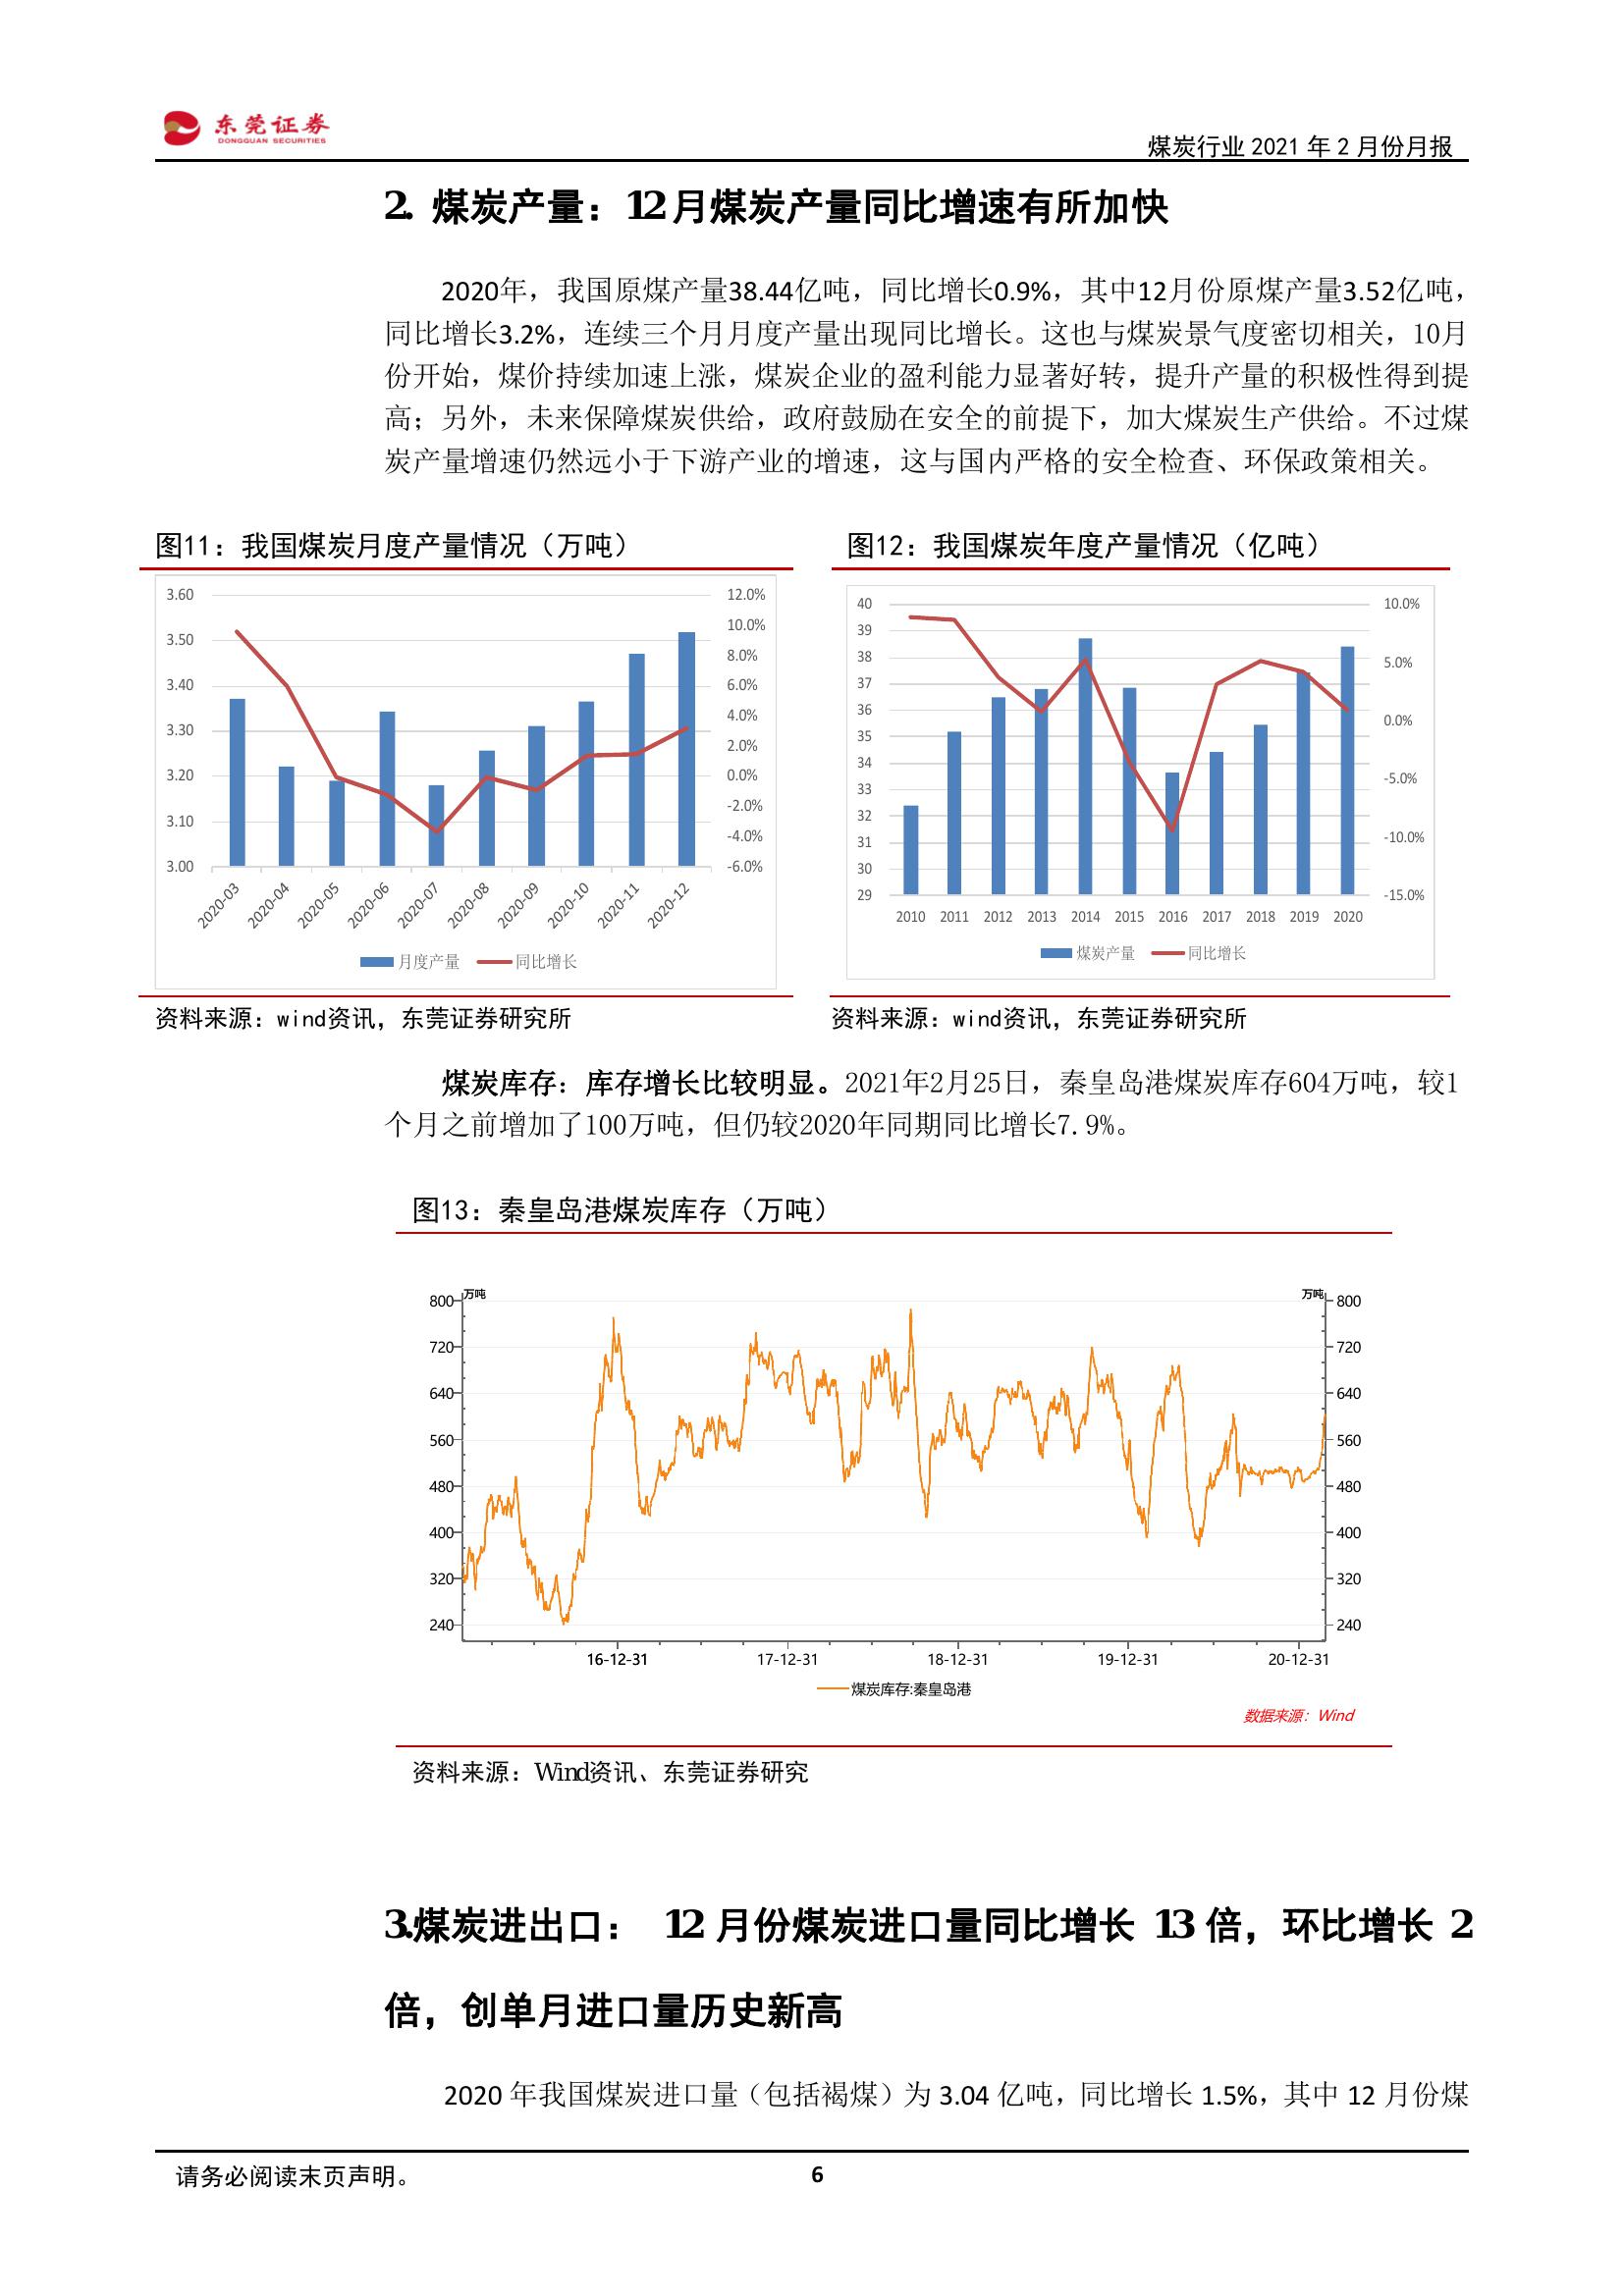 东莞证券
DONGGUAN SECURITIES
煤炭行业 2021 年 2 月份月报
2. 煤炭产量：12月煤炭产量同比增速有所加快
2020年，我国原煤产量38.44亿吨，同比增长0.9%，其中12月份原煤产量3.52亿吨，
同比增长3.2%，连续三个月月度产量出现同比增长。这也与煤炭景气度密切相关，10月
份开始，煤价持续加速上涨，煤炭企业的盈利能力显著好转，提升产量的积极性得到提
高；另外，未来保障煤炭供给，政府鼓励在安全的前提下，加大煤炭生产供给。不过煤
炭产量增速仍然远小于下游产业的增速，这与国内严格的安全检查、环保政策相关。
图11：我国煤炭月度产量情况（万吨）
3.60
3.50
3.40
3.30
3.20
3.10
3.00
12.0%
10.0%
8.0%
6.0%
4.0%
2.0%
0.0%
-2.0%
-4.0%
-6.0%
2020-03 2020-04 2020-05 2020-06 2020-07 2020-08 2020-09 2020-10 2020-11 2020-12
月度产量 同比增长
资料来源：wind资讯，东莞证券研究所
图12：我国煤炭年度产量情况（亿吨）
40
39
38
37
36
35
34
33
32
31
30
29
10.0%
5.0%
0.0%
-5.0%
-10.0%
-15.0%
2010 2011 2012 2013 2014 2015 2016 2017 2018 2019 2020
煤炭产量 同比增长
资料来源：wind资讯，东莞证券研究所
煤炭库存：库存增长比较明显。2021年2月25日，秦皇岛港煤炭库存604万吨，较1
个月之前增加了100万吨，但仍较2020年同期同比增长7.9%。
图13：秦皇岛港煤炭库存（万吨）
万吨 万吨
800 800
720 720
640 640
560 560
480 480
400 400
320 320
240 240
16-12-31 17-12-31 18-12-31 19-12-31 20-12-31
煤炭库存:秦皇岛港
数据来源：Wind
资料来源：Wind资讯、东莞证券研究
3.煤炭进出口： 12 月份煤炭进口量同比增长 13 倍，环比增长 2
倍，创单月进口量历史新高
2020 年我国煤炭进口量（包括褐煤）为 3.04 亿吨，同比增长 1.5%，其中 12 月份煤
请务必阅读末页声明。
6